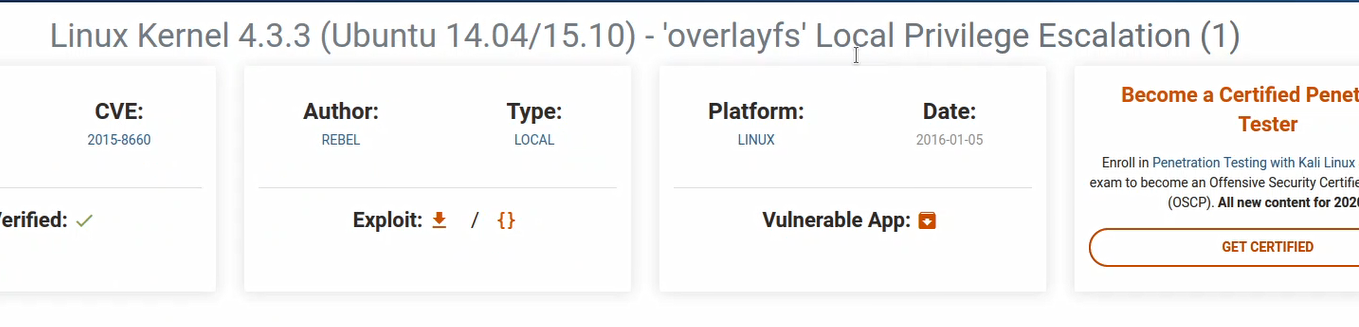 Linux Kernel 4.3.3 (Ubuntu 14.04/15.10) - 'overlayfs' Local Privilege Escalation (1)
CVE:
2015-8660
Author:
REBEL
Type:
LOCAL
Platform:
LINUX
Date:
2016-01-05
Verified:
Exploit: / {}
Vulnerable App:
Become a Certified Penet
Tester
Enroll in Penetration Testing with Kali Linux
exam to become an Offensive Security Certifie
(OSCP). All new content for 202
GET CERTIFIED